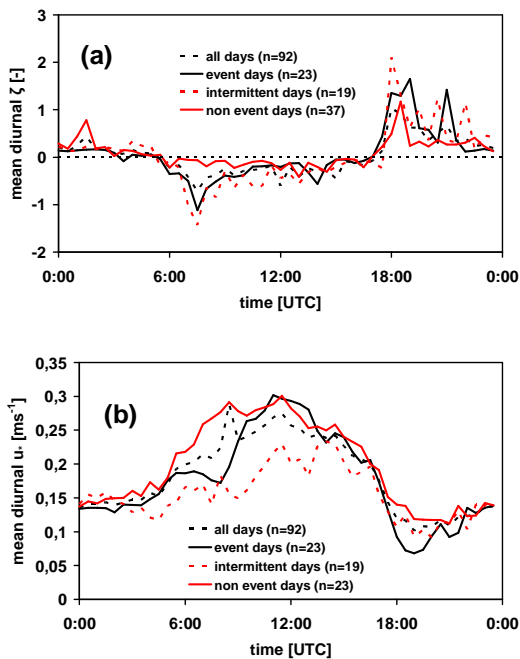 (a)
all days (n=92)
event days (n=23)
intermittent days (n=19)
non event days (n=37)
mean diurnal ζ [-]
3
2
1
0
-1
-2
0:00 6:00 12:00 18:00 0:00
time [UTC]
(b)
mean diurnal u* [ms-1]
0,35
0,3
0,25
0,2
0,15
0,1
0,05
0
all days (n=92)
event days (n=23)
intermittent days (n=19)
non event days (n=23)
0:00 6:00 12:00 18:00 0:00
time [UTC]